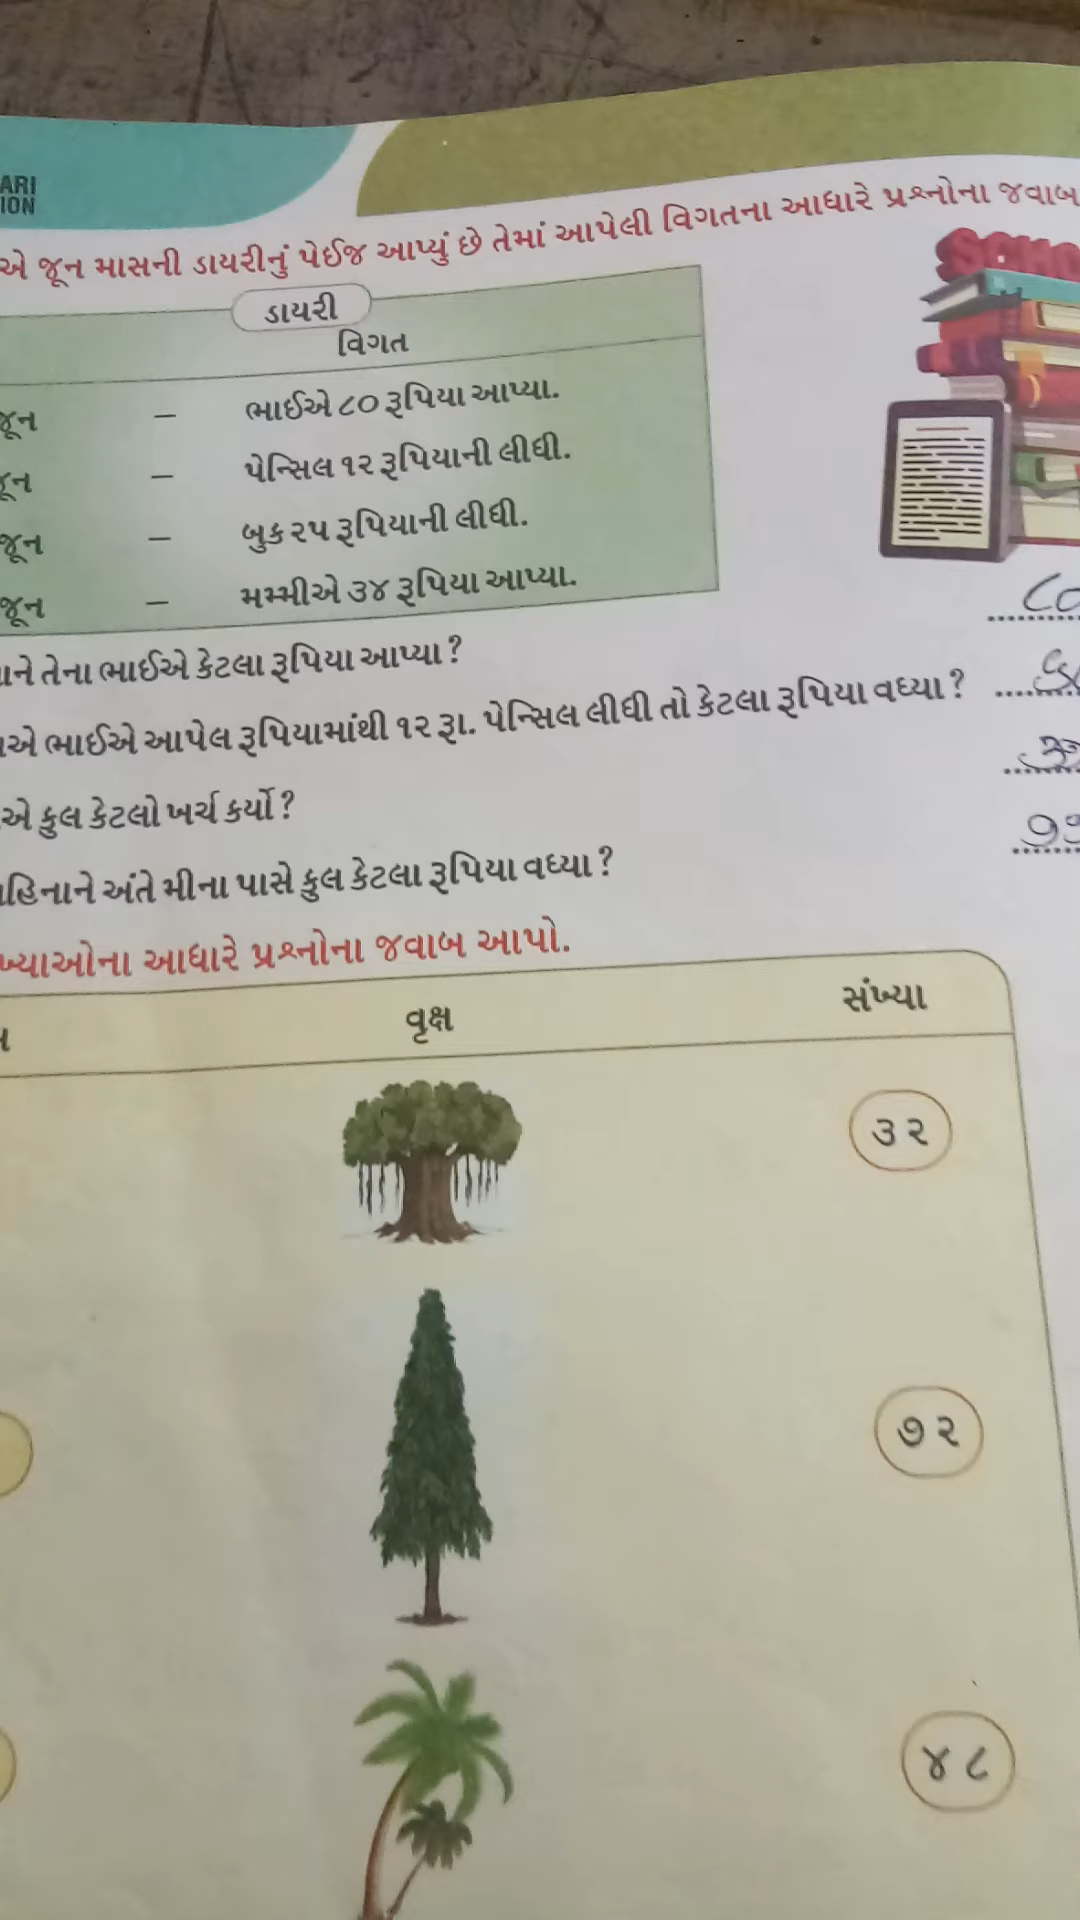 ARI
ION
એ જૂન માસની ડાયરીનું પેઈજ આપ્યું છે તેમાં આપેલી વિગતના આધારે પ્રશ્નોના જવાબ
ડાયરી
વિગત
જૂન – ભાઈએ ૮૦ રૂપિયા આપ્યા.
જૂન – પેન્સિલ ૧૨ રૂપિયાની લીધી.
જૂન – બુક ૨૫ રૂપિયાની લીધી.
જૂન – મમ્મીએ ૩૪ રૂપિયા આપ્યા.
ને તેના ભાઈએ કેટલા રૂપિયા આપ્યા? ૮૦
એ ભાઈએ આપેલ રૂપિયામાંથી ૧૨ રૂા. પેન્સિલ લીધી તો કેટલા રૂપિયા વધ્યા?
એ કુલ કેટલો ખર્ચ કર્યો?
હિનાને અંતે મીના પાસે કુલ કેટલા રૂપિયા વધ્યા?
ખ્યાઓના આધારે પ્રશ્નોના જવાબ આપો.
વૃક્ષ સંખ્યા
૩૨
૭૨
૪૮